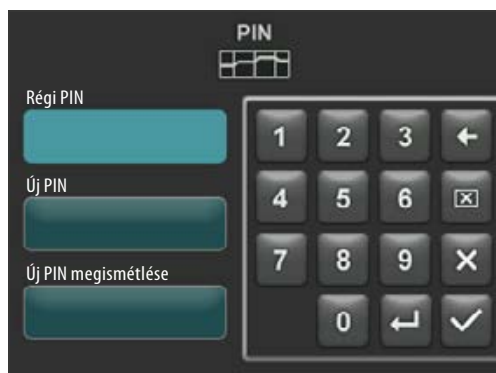 PIN
Régi PIN
Új PIN
Új PIN megismétlése
1 2 3
4 5 6
7 8 9
0